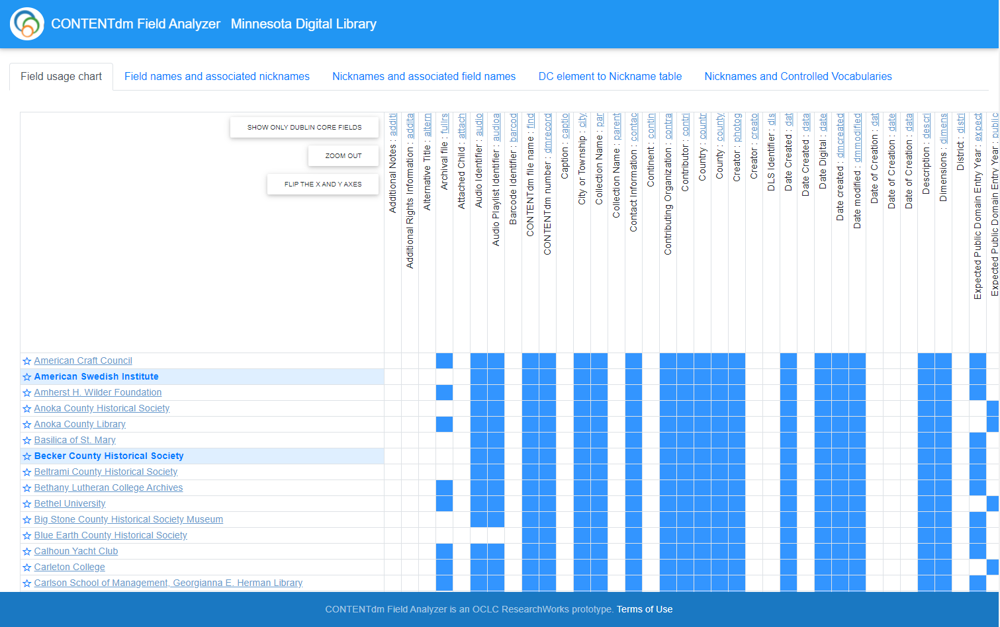 CONTENTdm Field Analyzer Minnesota Digital Library
Field usage chart
Field names and associated nicknames
Nicknames and associated field names
DC element to Nickname table
Nicknames and Controlled Vocabularies
SHOW ONLY DUBLIN CORE FIELDS
ZOOM OUT
FLIP THE X AND Y AXES
Additional Notes : additi
Additional Rights Information : addita
Alternative Title : altern
Archival file : fullrs
Attached Child : attach
Audio Identifier : audio
Audio Playlist Identifier : audioa
Barcode Identifier : barcod
CONTENTdm file name : find
CONTENTdm number : dmrecord
Caption : captio
City or Township : city
Collection Name : par
Collection Name : parent
Contact Information : contac
Continent : contin
Contributing Organization : contra
Contributor : contri
Country : countr
County : county
Creator : photog
Creator : creato
DLS Identifier : dls
Date Created : dat
Date Created : data
Date Digital : date
Date created : dmcreated
Date modified : dmmodified
Date of Creation : dat
Date of Creation : date
Date of Creation : data
Description : descri
Dimensions : dimens
District : distri
Expected Public Domain Entry Year : expect
Expected Public Domain Entry Year : public
American Craft Council
American Swedish Institute
Amherst H. Wilder Foundation
Anoka County Historical Society
Anoka County Library
Basilica of St. Mary
Becker County Historical Society
Beltrami County Historical Society
Bethany Lutheran College Archives
Bethel University
Big Stone County Historical Society Museum
Blue Earth County Historical Society
Calhoun Yacht Club
Carleton College
Carlson School of Management, Georgianna E. Herman Library
CONTENTdm Field Analyzer is an OCLC ResearchWorks prototype. Terms of Use